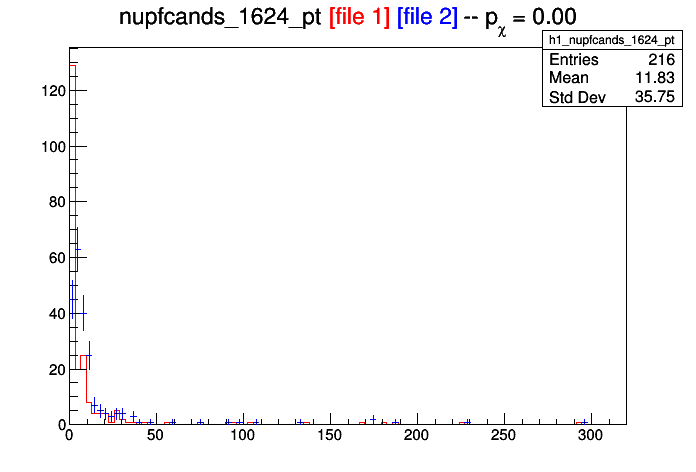 nupfcands_1624_pt [file 1] [file 2] -- pχ = 0.00
h1_nupfcands_1624_pt
Entries 216
Mean 11.83
Std Dev 35.75
120
100
80
60
40
20
0
0 50 100 150 200 250 300